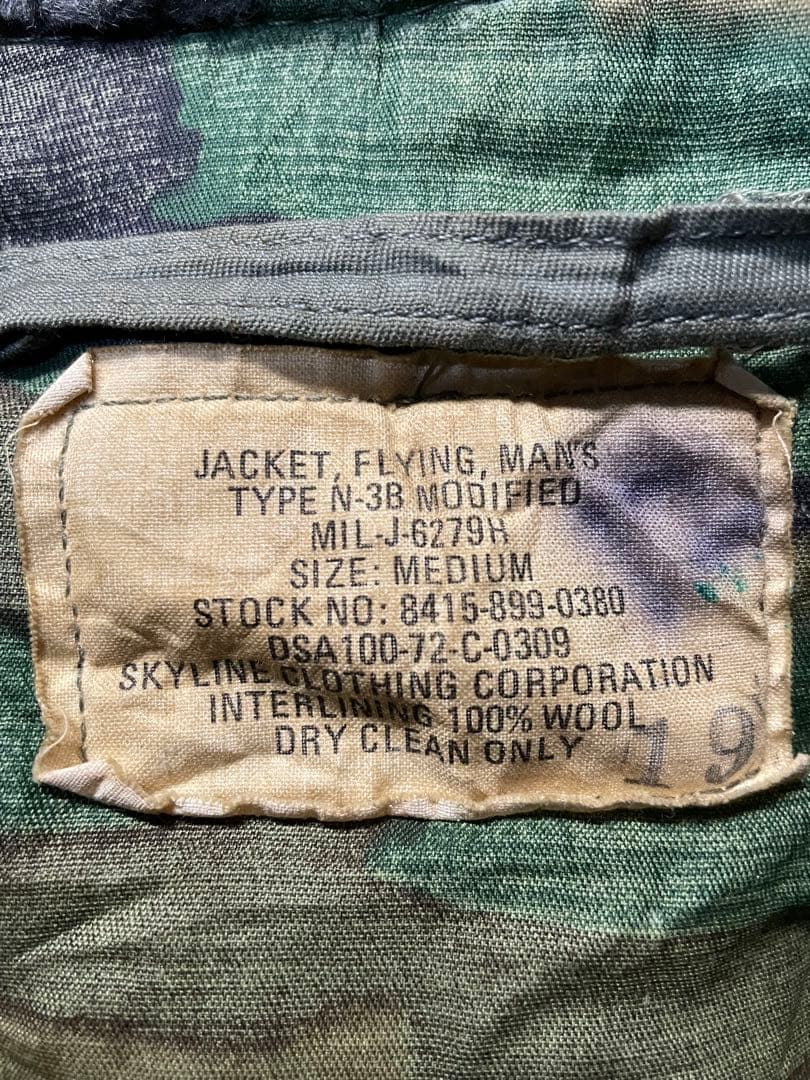 JACKET, FLYING, MAN'S
TYPE N-3B MODIFIED
MIL-J-6279H
SIZE: MEDIUM
STOCK NO: 8415-899-0380
DSA100-72-C-0309
SKYLINE CLOTHING CORPORATION
INTERLINING 100% WOOL
DRY CLEAN ONLY
19